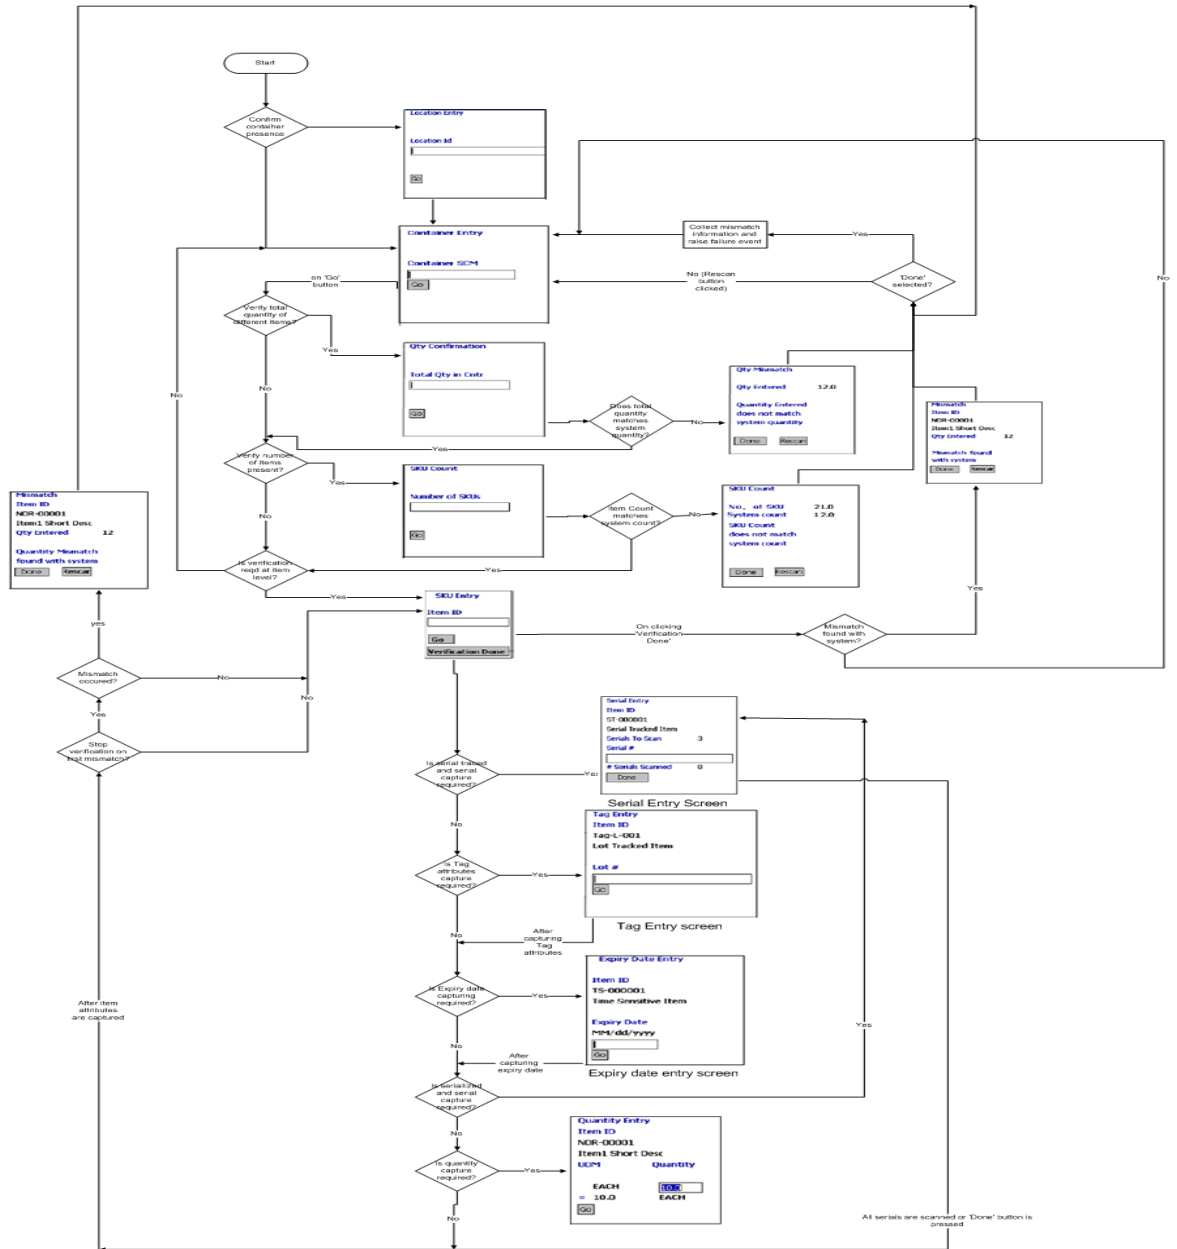 Start
Confirm
container
presence
Location Entry
Location Id
Go
Container Entry
Container SCM
Go
Collect mismatch
information and
raise failure event
Yes
'Done'
selected?
No (Rescan
button
clicked)
No
on 'Go'
button
Verify total
quantity of
different items?
Yes
No
No
Qty Confirmation
Total Qty in Cntr
Go
Does total
quantity
matches
system
quantity?
No
Yes
Qty Mismatch
Qty Entered 12.0
Quantity Entered
does not match
system quantity
Done Rescan
Mismatch
Item ID
NOR-00001
Item1 Short Desc
Qty Entered 12
Mismatch found
with system
Done Rescan
Verify number
of items
present?
Yes
No
SKU Count
Number of SKUs
Go
Item Count
matches
system count?
No
Yes
SKU Count
No, of SKU 21.0
System count 12.0
SKU Count
does not match
system count
Done Rescan
Mismatch
Item ID
NOR-00001
Item1 Short Desc
Qty Entered 12
Quantity Mismatch
found with system
Done Rescan
Is verification
reqd at item
level?
Yes
SKU Entry
Item ID
Go
Verification Done
On clicking
'Verification
Done'
Mismatch
found with
system?
Yes
yes
Mismatch
occured?
No
No
Yes
Stop
verification on
first mismatch?
Serial Entry
Item ID
ST-000001
Serial Tracked Item
Serials To Scan 3
Serial #
# Serials Scanned 0
Done
Serial Entry Screen
Is serial traced
and serial
capture
required?
Yes
No
Tag Entry
Item ID
Tag-L-001
Lot Tracked Item
Lot #
Go
Tag Entry screen
Is Tag
attributes
capture
required?
Yes
No
After
capturing
Tag
attributes
Expiry Date Entry
Item ID
TS-000001
Time Sensitive Item
Expiry Date
MM/dd/yyyy
Go
Expiry date entry screen
Is Expiry date
capturing
required?
Yes
No
After
capturing
expiry date
After item
attributes
are captured
Yes
Is serialized
and serial
capture
required?
No
Quantity Entry
Item ID
NOR-00001
Item1 Short Desc
UOM Quantity
EACH 10.0
= 10.0 EACH
Go
Is quantity
capture
required?
Yes
No
All serials are scanned or 'Done' button is
pressed